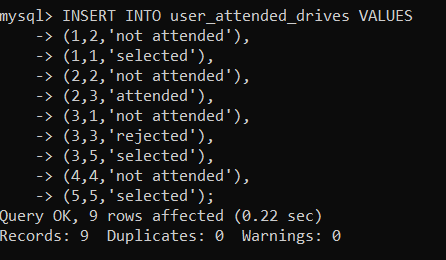 mysql> INSERT INTO user_attended_drives VALUES
    -> (1,2,'not attended'),
    -> (1,1,'selected'),
    -> (2,2,'not attended'),
    -> (2,3,'attended'),
    -> (3,1,'not attended'),
    -> (3,3,'rejected'),
    -> (3,5,'selected'),
    -> (4,4,'not attended'),
    -> (5,5,'selected');
Query OK, 9 rows affected (0.22 sec)
Records: 9  Duplicates: 0  Warnings: 0